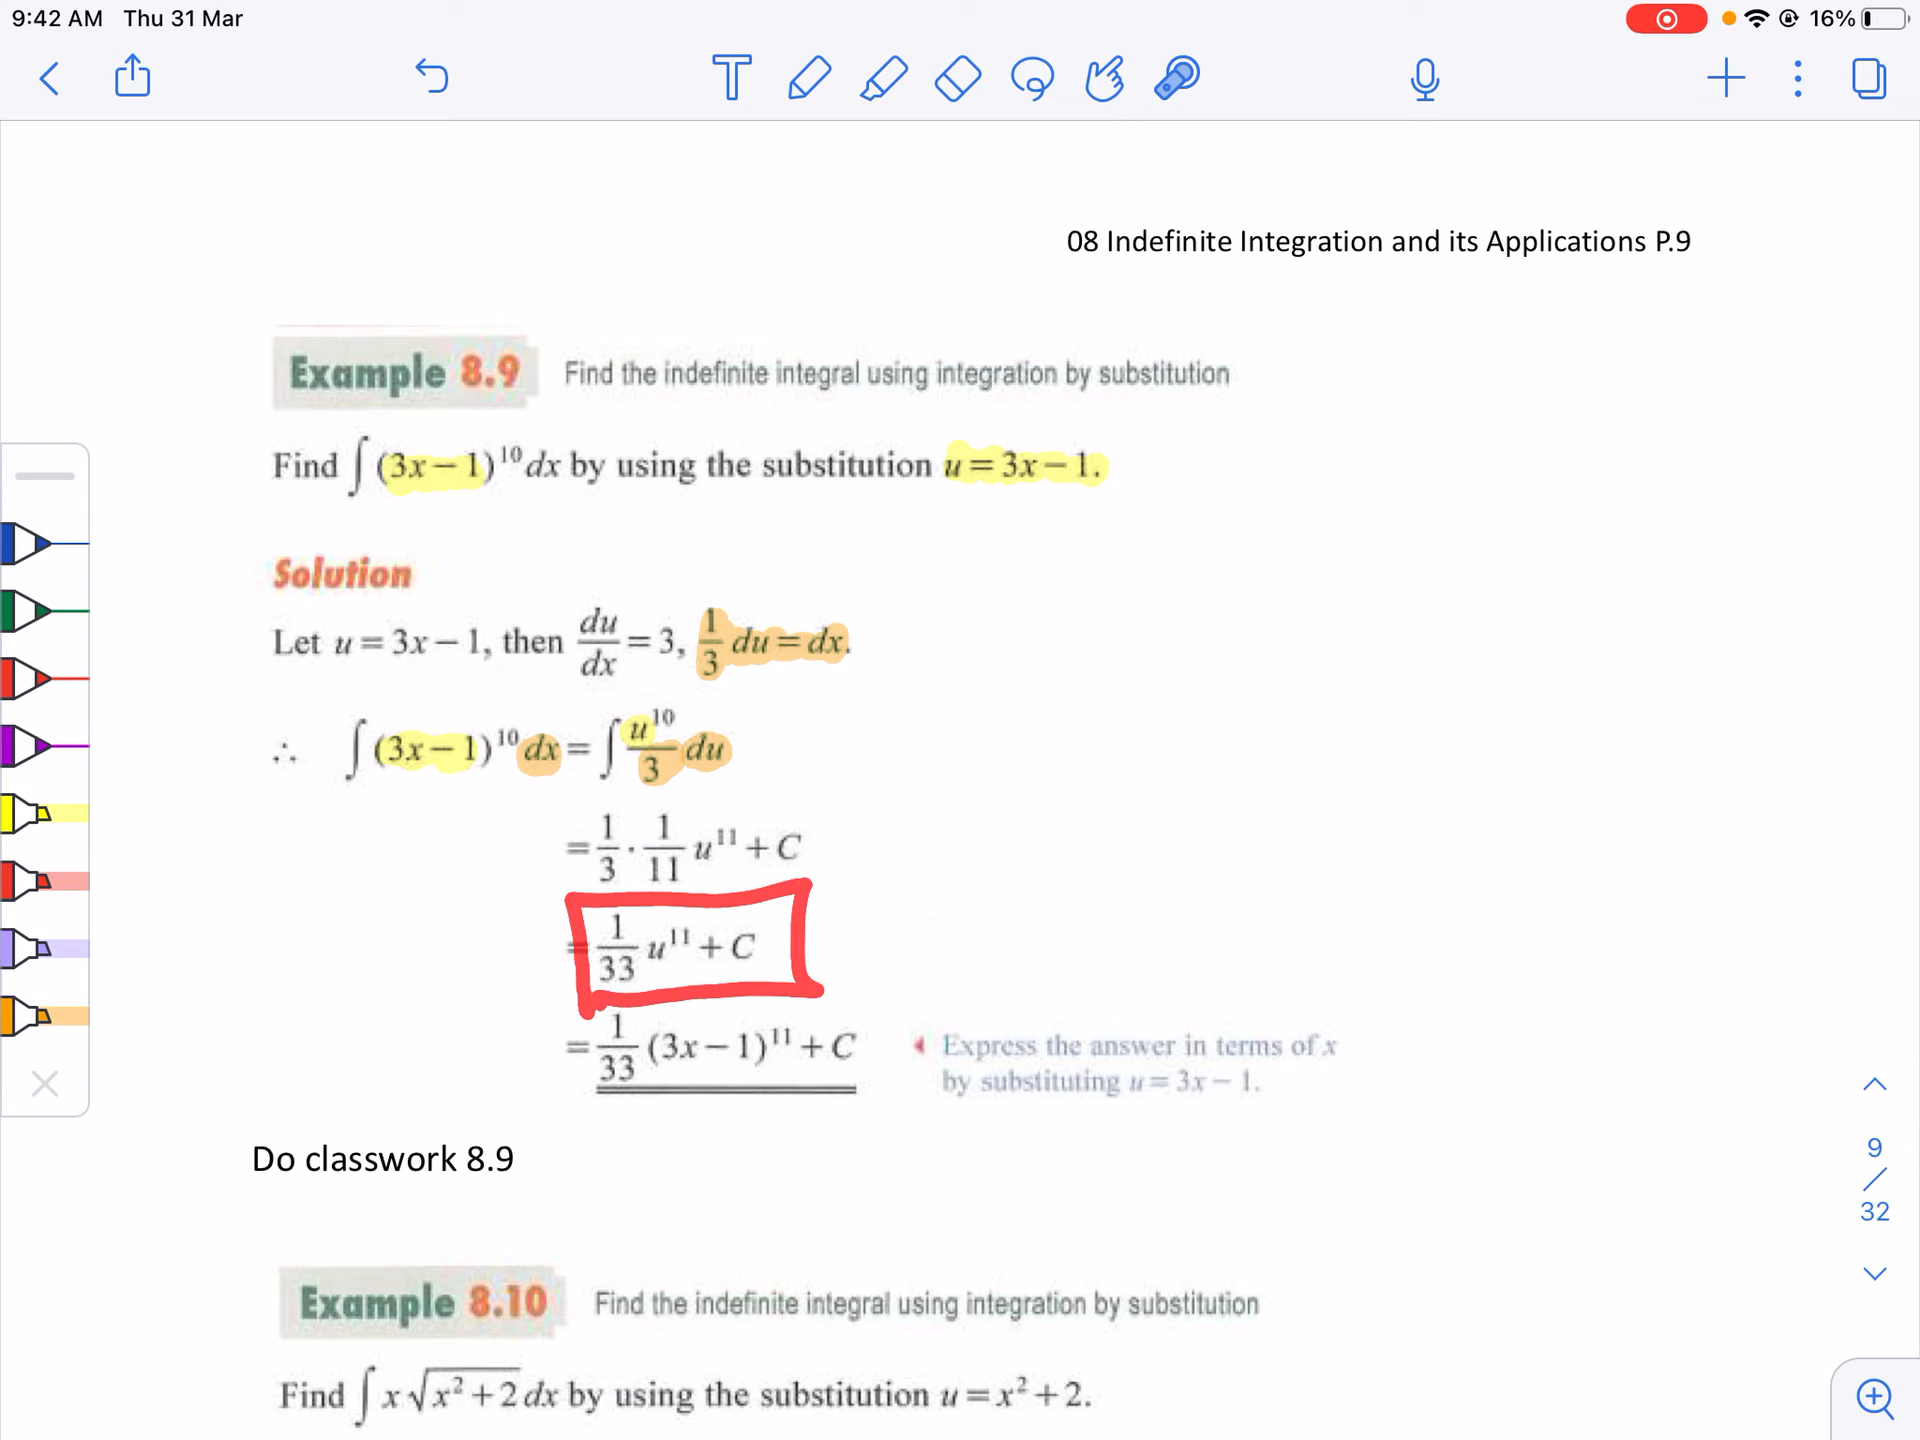 9:42 AM Thu 31 Mar 16%
08 Indefinite Integration and its Applications P.9
Example 8.9 Find the indefinite integral using integration by substitution
Find ∫(3x − 1)¹⁰ dx by using the substitution u = 3x − 1.
Solution
Let u = 3x − 1, then du/dx = 3, 1/3 du = dx.
∴ ∫(3x − 1)¹⁰ dx = ∫ u¹⁰/3 du
= 1/3 · 1/11 u¹¹ + C
= 1/33 u¹¹ + C
= 1/33 (3x − 1)¹¹ + C
Express the answer in terms of x
by substituting u = 3x − 1.
Do classwork 8.9
9
/
32
Example 8.10 Find the indefinite integral using integration by substitution
Find ∫ x√(x² + 2) dx by using the substitution u = x² + 2.